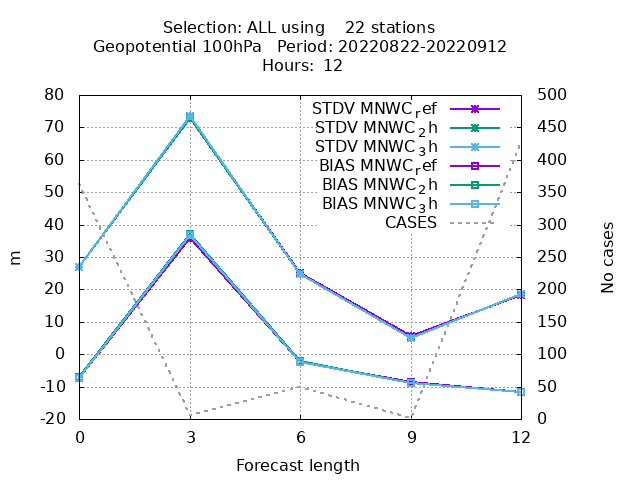 Selection: ALL using    22 stations
Geopotential 100hPa   Period: 20220822-20220912
Hours: 12
STDV MNWC_ref
STDV MNWC_2h
STDV MNWC_3h
BIAS MNWC_ref
BIAS MNWC_2h
BIAS MNWC_3h
CASES
80
70
60
50
40
30
20
10
0
-10
-20
m
500
450
400
350
300
250
200
150
100
50
0
No cases
0 3 6 9 12
Forecast length